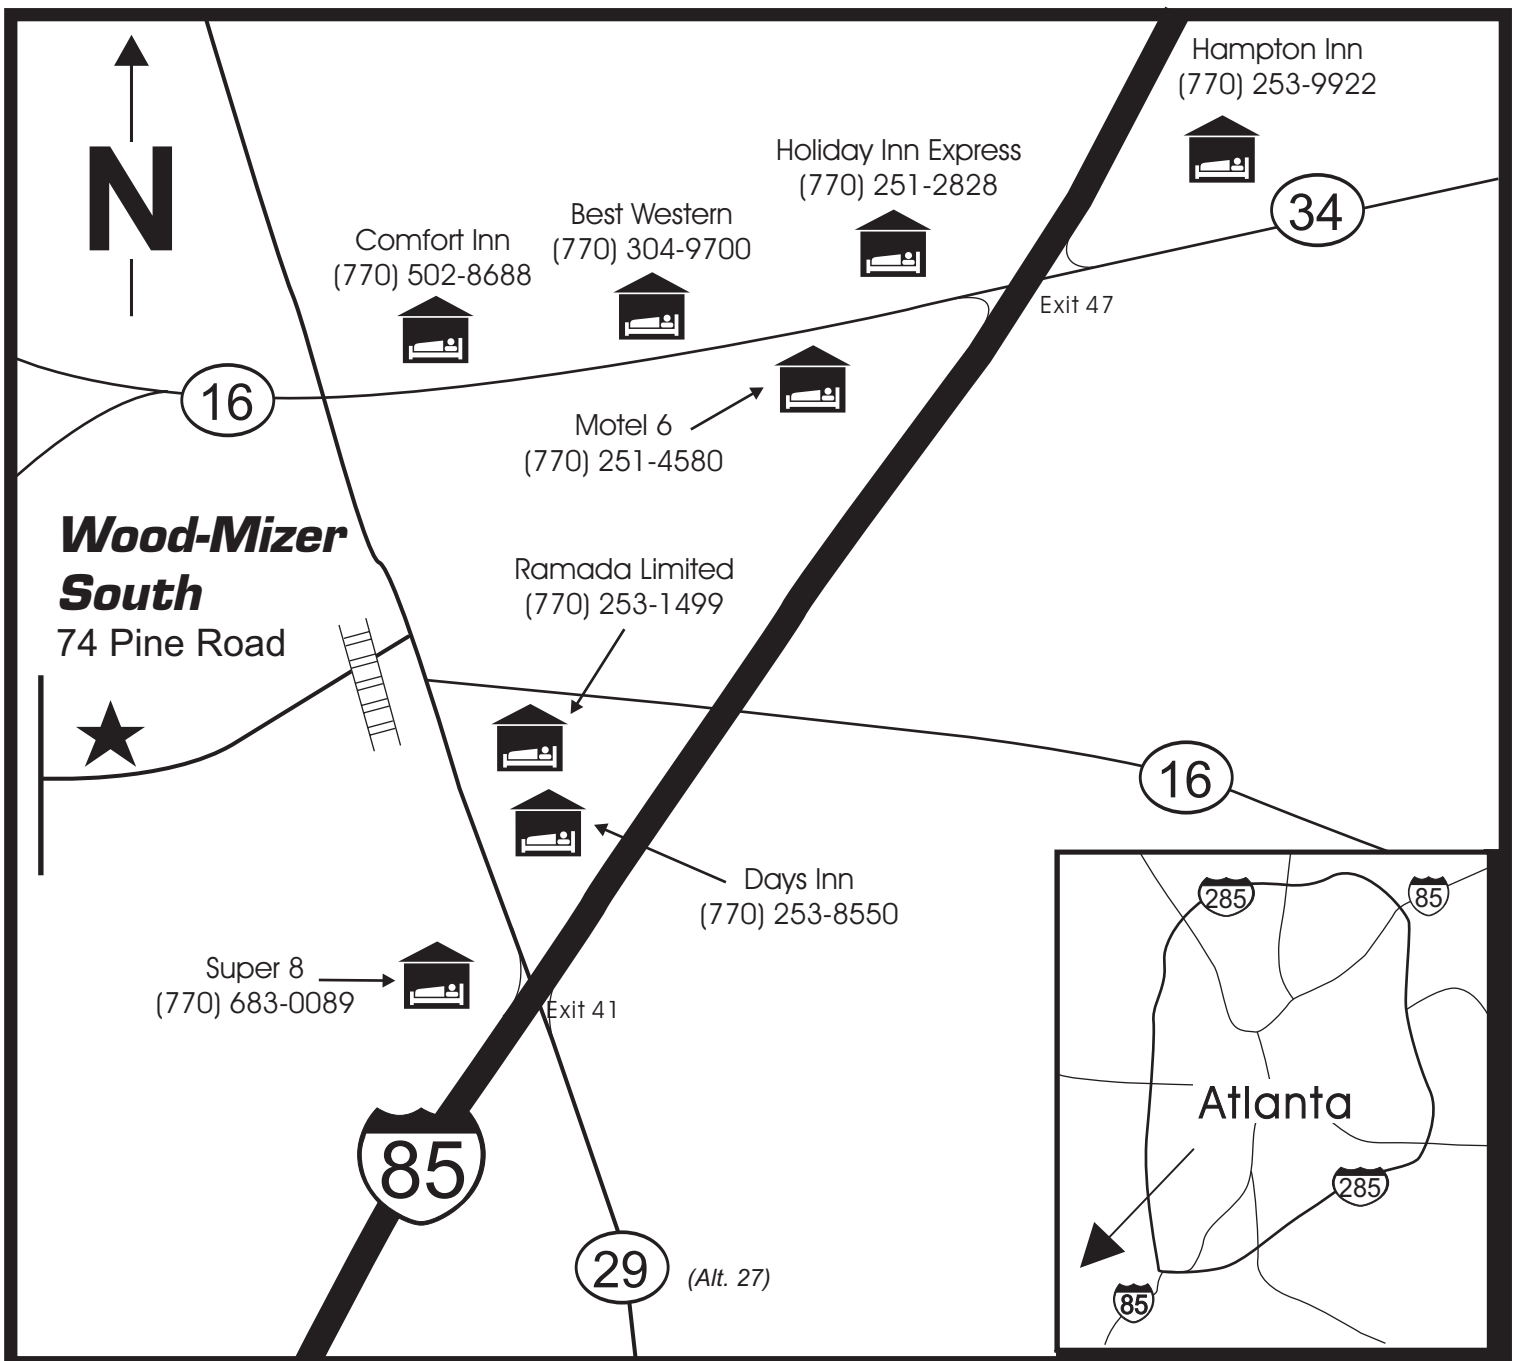 Hampton Inn
(770) 253-9922
Holiday Inn Express
(770) 251-2828
Best Western
(770) 304-9700
Comfort Inn
(770) 502-8688
N
34
Exit 47
16
Motel 6
(770) 251-4580
Wood-Mizer
South
74 Pine Road
Ramada Limited
(770) 253-1499
16
Days Inn
(770) 253-8550
Super 8
(770) 683-0089
Exit 41
85
29
(Alt. 27)
285
85
Atlanta
285
85